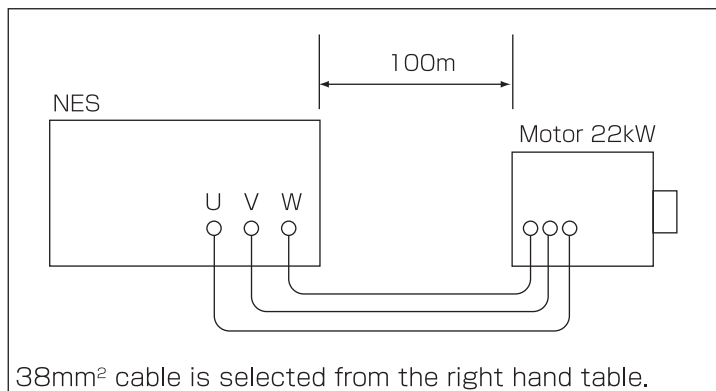 100m
NES
Motor 22kW
U V W
38mm² cable is selected from the right hand table.